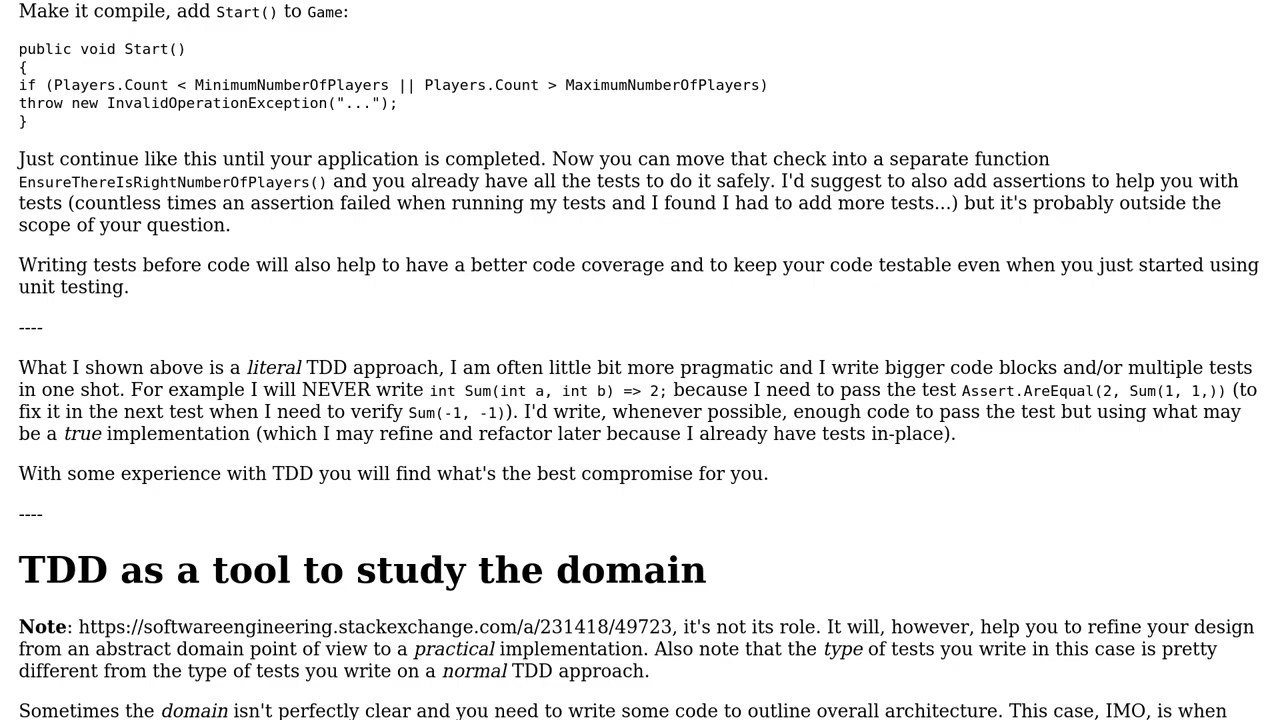 Make it compile, add Start() to Game:
public void Start()
{
if (Players.Count < MinimumNumberOfPlayers || Players.Count > MaximumNumberOfPlayers)
throw new InvalidOperationException("...");
}
Just continue like this until your application is completed. Now you can move that check into a separate function
EnsureThereIsRightNumberOfPlayers() and you already have all the tests to do it safely. I'd suggest to also add assertions to help you with
tests (countless times an assertion failed when running my tests and I found I had to add more tests...) but it's probably outside the
scope of your question.
Writing tests before code will also help to have a better code coverage and to keep your code testable even when you just started using
unit testing.
----
What I shown above is a literal TDD approach, I am often little bit more pragmatic and I write bigger code blocks and/or multiple tests
in one shot. For example I will NEVER write int Sum(int a, int b) => 2; because I need to pass the test Assert.AreEqual(2, Sum(1, 1,)) (to
fix it in the next test when I need to verify Sum(-1, -1)). I'd write, whenever possible, enough code to pass the test but using what may
be a true implementation (which I may refine and refactor later because I already have tests in-place).
With some experience with TDD you will find what's the best compromise for you.
----
TDD as a tool to study the domain
Note: https://softwareengineering.stackexchange.com/a/231418/49723, it's not its role. It will, however, help you to refine your design
from an abstract domain point of view to a practical implementation. Also note that the type of tests you write in this case is pretty
different from the type of tests you write on a normal TDD approach.
Sometimes the domain isn't perfectly clear and you need to write some code to outline overall architecture. This case, IMO, is when